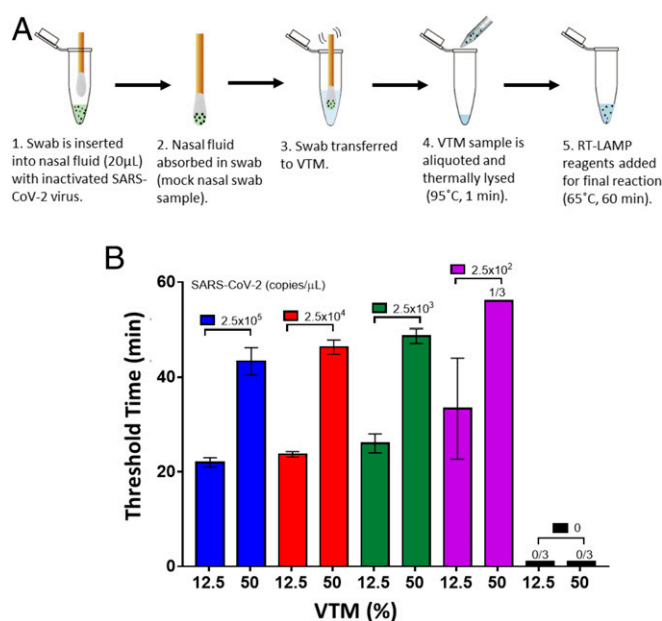 A
1. Swab is inserted
into nasal fluid (20µL)
with inactivated SARS-
CoV-2 virus.
2. Nasal fluid
absorbed in swab
(mock nasal swab
sample).
3. Swab transferred
to VTM.
4. VTM sample is
aliquoted and
thermally lysed
(95˚C, 1 min).
5. RT-LAMP
reagents added
for final reaction
(65˚C, 60 min).
B
SARS-CoV-2 (copies/µL)
2.5x10⁵
2.5x10⁴
2.5x10³
2.5x10²
0
1/3
0/3 0/3
Threshold Time (min)
60
40
20
0
12.5 50 12.5 50 12.5 50 12.5 50 12.5 50
VTM (%)